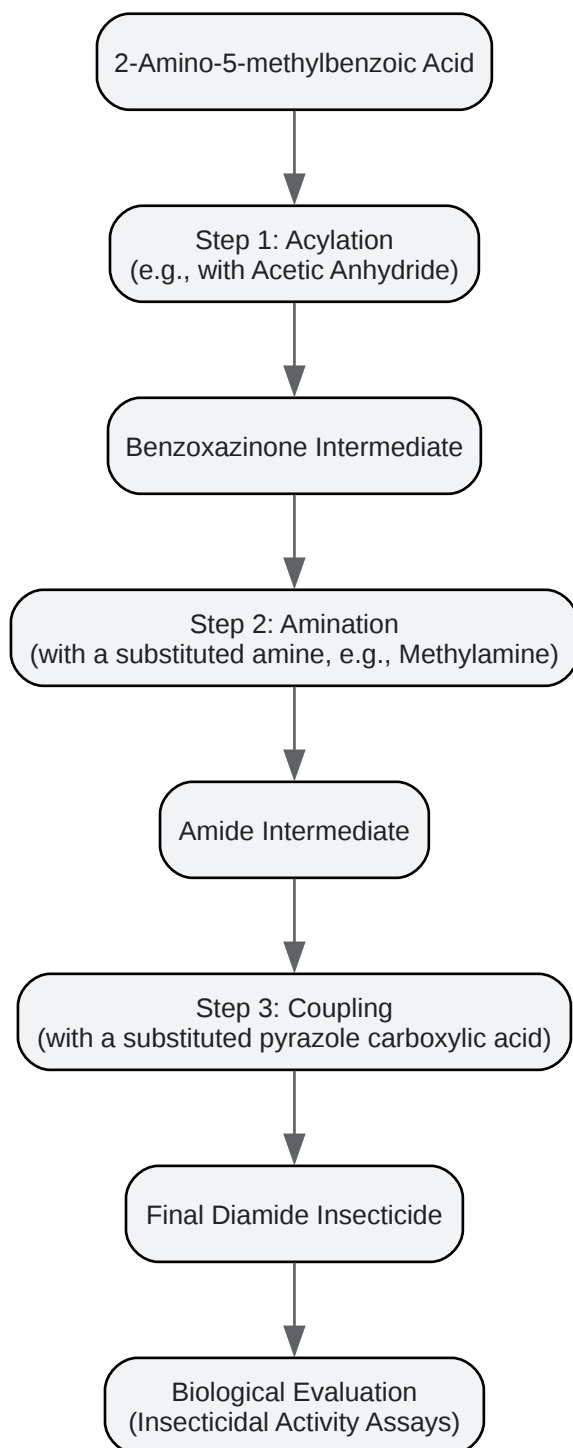 2-Amino-5-methylbenzoic Acid
Step 1: Acylation
(e.g., with Acetic Anhydride)
Benzoxazinone Intermediate
Step 2: Amination
(with a substituted amine, e.g., Methylamine)
Amide Intermediate
Step 3: Coupling
(with a substituted pyrazole carboxylic acid)
Final Diamide Insecticide
Biological Evaluation
(Insecticidal Activity Assays)